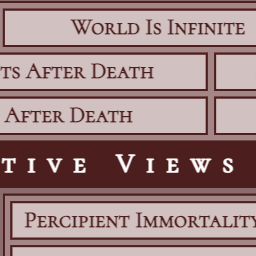 World Is Infinite
ts After Death
After Death
tive Views
Percipient Immortality